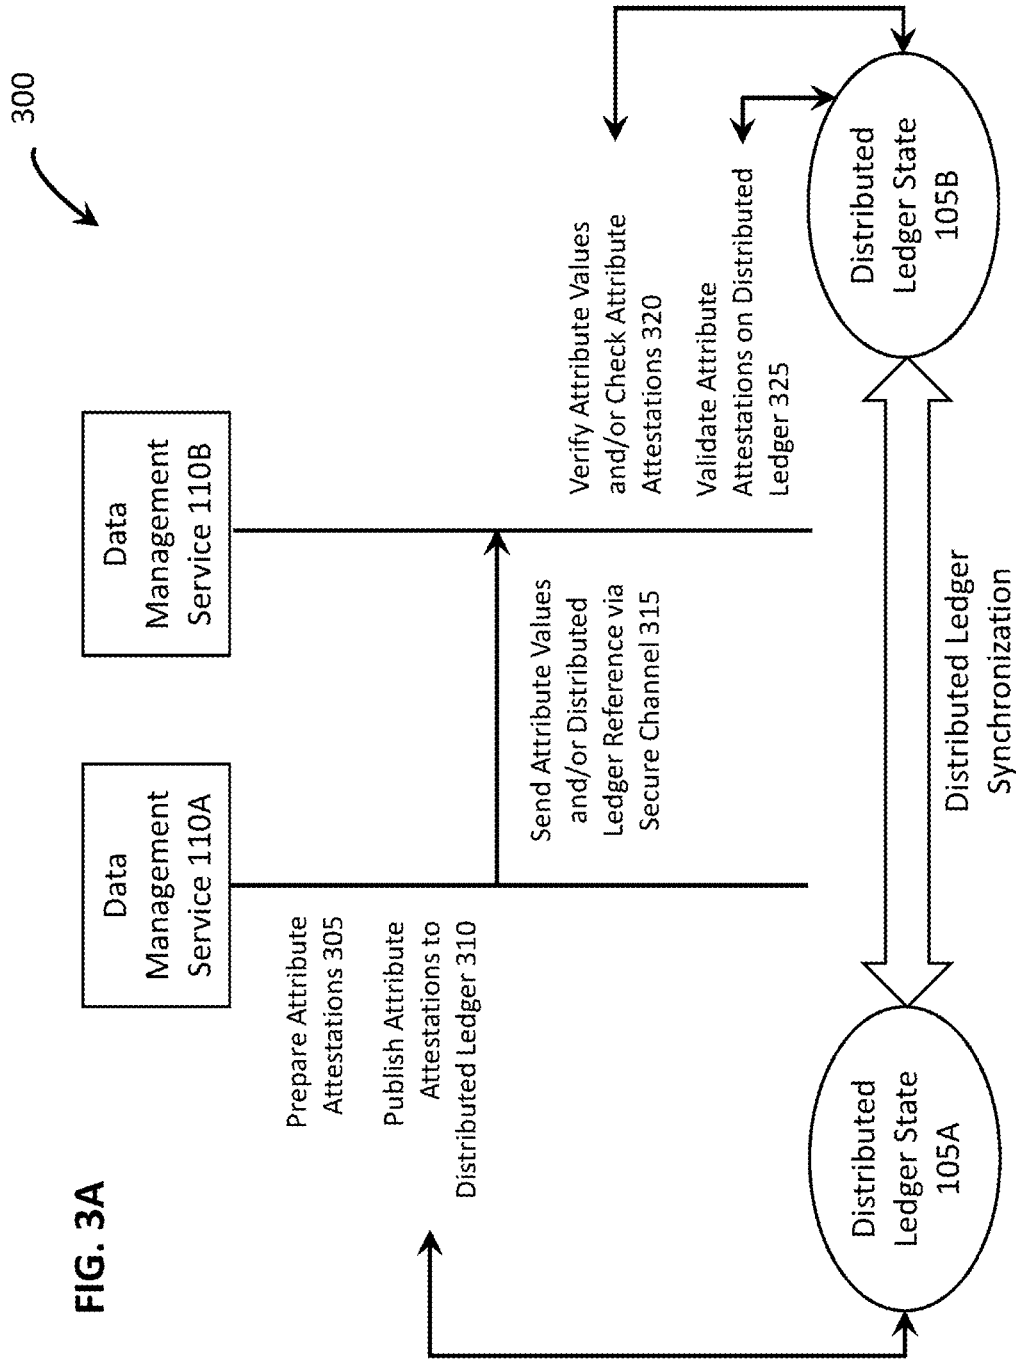 FIG. 3A
300
Data
Management
Service 110A
Data
Management
Service 110B
Prepare Attribute
Attestations 305
Publish Attribute
Attestations to
Distributed Ledger 310
Send Attribute Values
and/or Distributed
Ledger Reference via
Secure Channel 315
Verify Attribute Values
and/or Check Attribute
Attestations 320
Validate Attribute
Attestations on Distributed
Ledger 325
Distributed
Ledger State
105A
Distributed Ledger
Synchronization
Distributed
Ledger State
105B